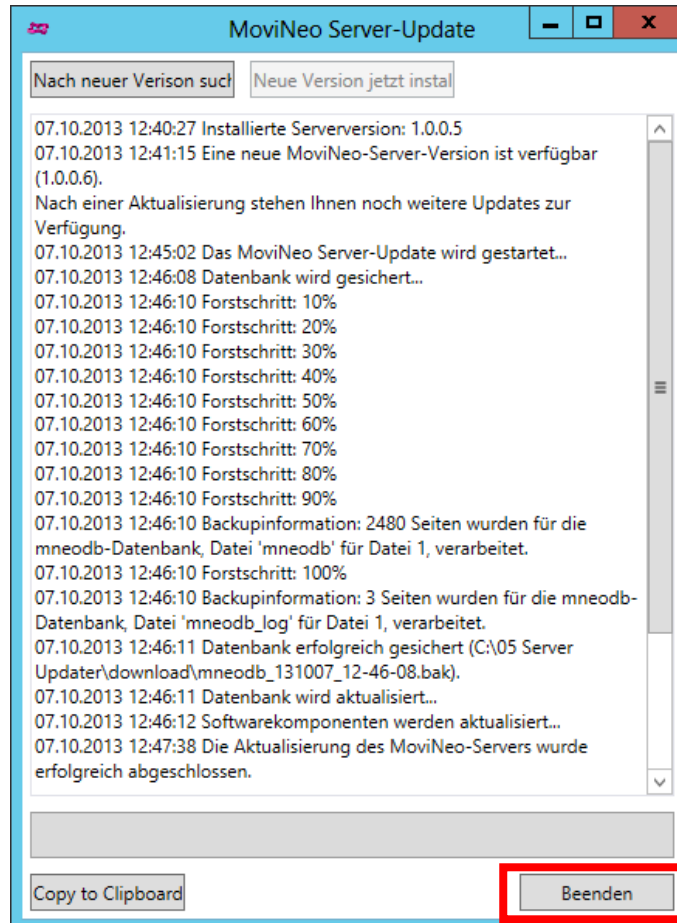 MoviNeo Server-Update
Nach neuer Verison sucl
Neue Version jetzt instal
07.10.2013 12:40:27 Installierte Serverversion: 1.0.0.5
07.10.2013 12:41:15 Eine neue MoviNeo-Server-Version ist verfügbar
(1.0.0.6).
Nach einer Aktualisierung stehen Ihnen noch weitere Updates zur
Verfügung.
07.10.2013 12:45:02 Das MoviNeo Server-Update wird gestartet...
07.10.2013 12:46:08 Datenbank wird gesichert...
07.10.2013 12:46:10 Forstschritt: 10%
07.10.2013 12:46:10 Forstschritt: 20%
07.10.2013 12:46:10 Forstschritt: 30%
07.10.2013 12:46:10 Forstschritt: 40%
07.10.2013 12:46:10 Forstschritt: 50%
07.10.2013 12:46:10 Forstschritt: 60%
07.10.2013 12:46:10 Forstschritt: 70%
07.10.2013 12:46:10 Forstschritt: 80%
07.10.2013 12:46:10 Forstschritt: 90%
07.10.2013 12:46:10 Backupinformation: 2480 Seiten wurden für die
mneodb-Datenbank, Datei 'mneodb' für Datei 1, verarbeitet.
07.10.2013 12:46:10 Forstschritt: 100%
07.10.2013 12:46:10 Backupinformation: 3 Seiten wurden für die mneodb-
Datenbank, Datei 'mneodb_log' für Datei 1, verarbeitet.
07.10.2013 12:46:11 Datenbank erfolgreich gesichert (C:\05 Server
Updater\download\mneodb_131007_12-46-08.bak).
07.10.2013 12:46:11 Datenbank wird aktualisiert...
07.10.2013 12:46:12 Softwarekomponenten werden aktualisiert...
07.10.2013 12:47:38 Die Aktualisierung des MoviNeo-Servers wurde
erfolgreich abgeschlossen.
Copy to Clipboard
Beenden